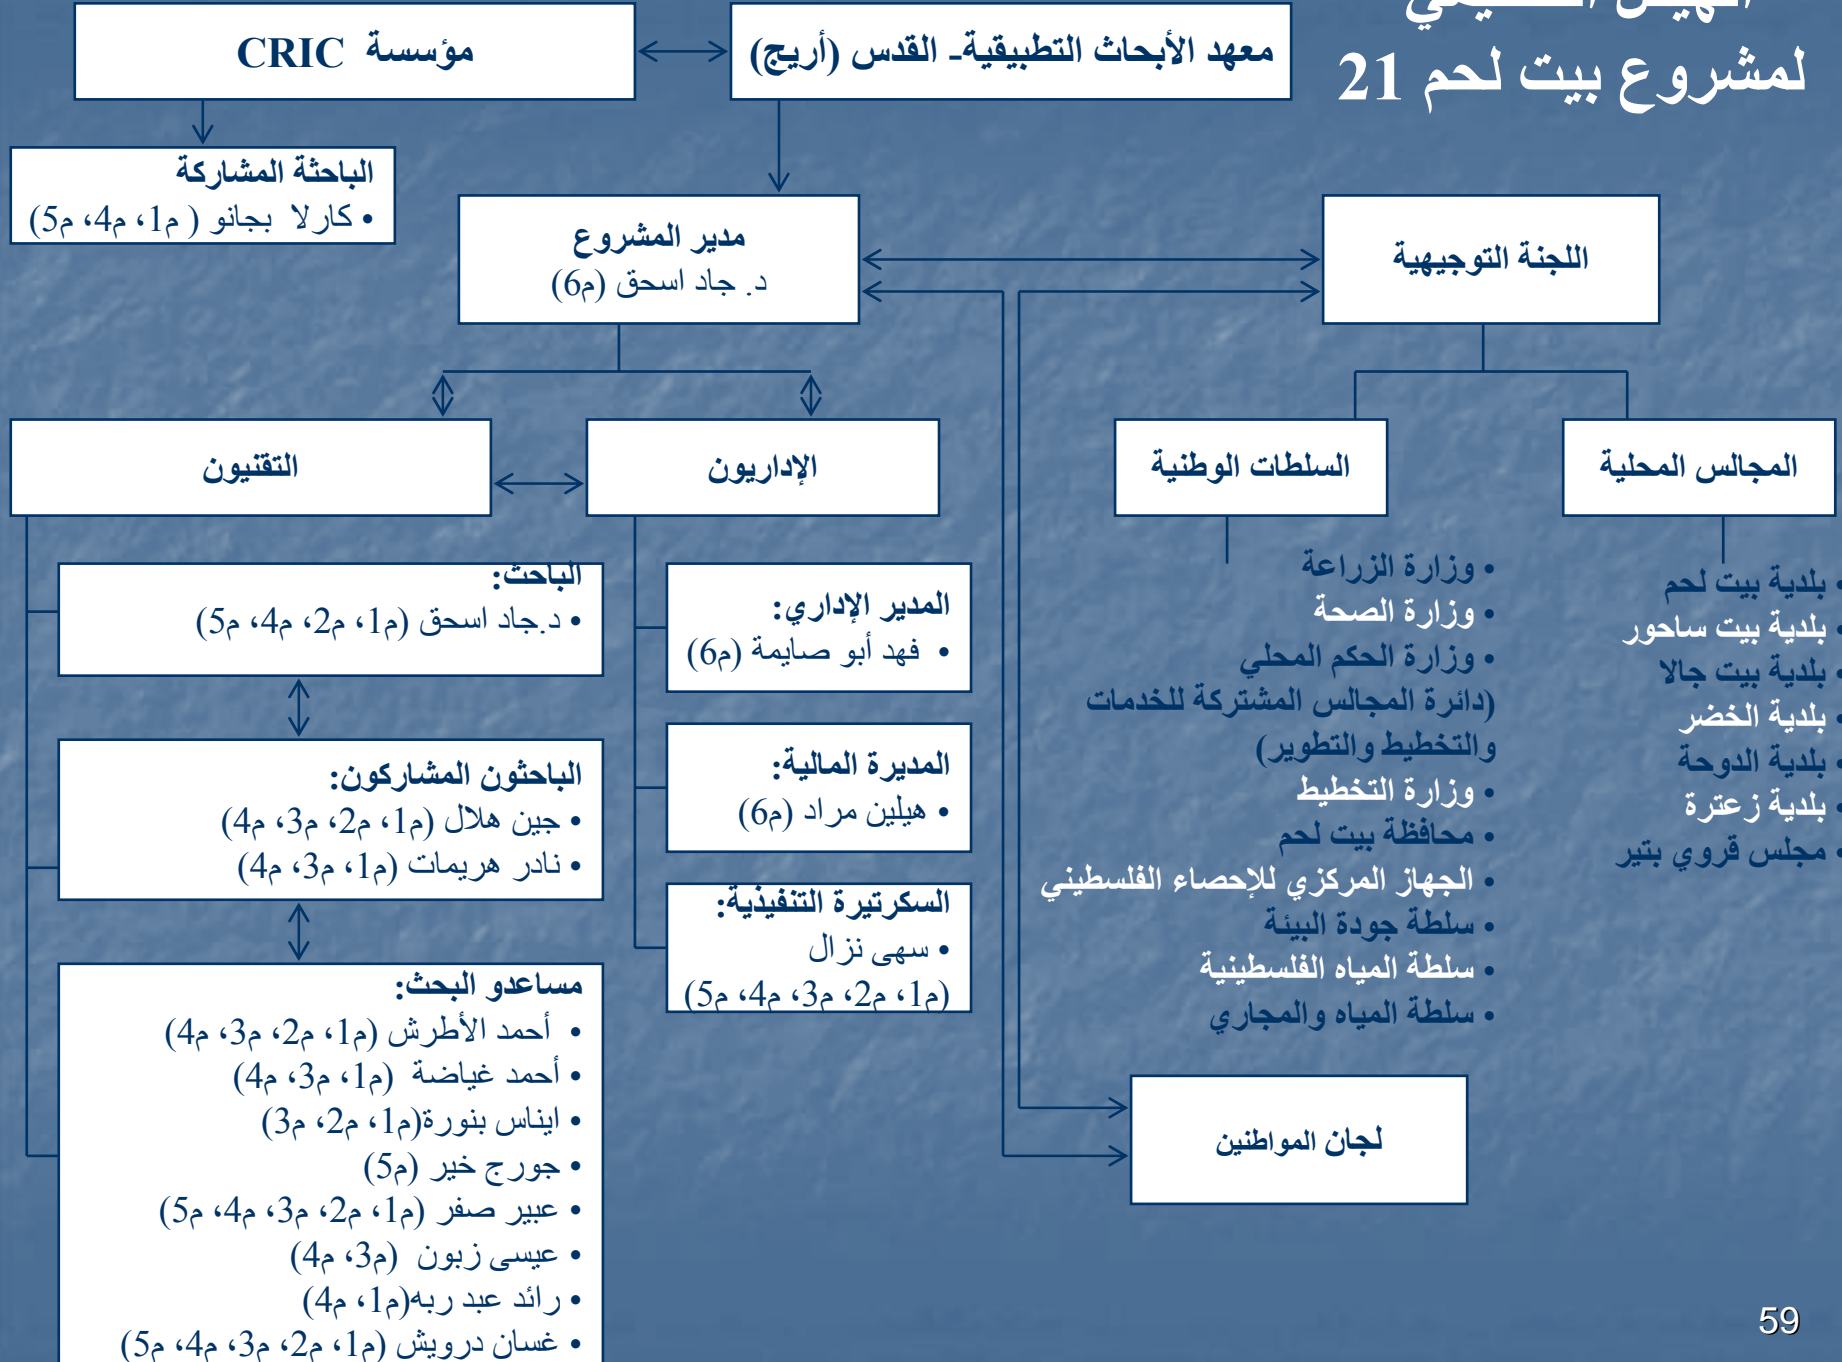 لمشروع بيت لحم 21
معهد الأبحاث التطبيقية- القدس (أريج)
مؤسسة CRIC
الباحثة المشاركة
• كارلا بجانو ( م1، م4، م5)
مدير المشروع
د. جاد اسحق (م6)
اللجنة التوجيهية
المجالس المحلية
السلطات الوطنية
الإداريون
التقنيون
• بلدية بيت لحم
• بلدية بيت ساحور
• بلدية بيت جالا
• بلدية الخضر
• بلدية الدوحة
• بلدية زعترة
• مجلس قروي بتير
• وزارة الزراعة
• وزارة الصحة
• وزارة الحكم المحلي
(دائرة المجالس المشتركة للخدمات
والتخطيط والتطوير)
• وزارة التخطيط
• محافظة بيت لحم
• الجهاز المركزي للإحصاء الفلسطيني
• سلطة جودة البيئة
• سلطة المياه الفلسطينية
• سلطة المياه والمجاري
لجان المواطنين
المدير الإداري:
• فهد أبو صايمة (م6)
المديرة المالية:
• هيلين مراد (م6)
السكرتيرة التنفيذية:
• سهى نزال
(م1، م2، م3، م4، م5)
الباحث:
• د.جاد اسحق (م1، م2، م4، م5)
الباحثون المشاركون:
• جين هلال (م1، م2، م3، م4)
• نادر هريمات (م1، م3، م4)
مساعدو البحث:
• أحمد الأطرش (م1، م2، م3، م4)
• أحمد غياضة (م1، م3، م4)
• ايناس بنورة(م1، م2، م3)
• جورج خير (م5)
• عبير صفر (م1، م2، م3، م4، م5)
• عيسى زبون (م3، م4)
• رائد عبد ربه(م1، م4)
• غسان درويش (م1، م2، م3، م4، م5)
59